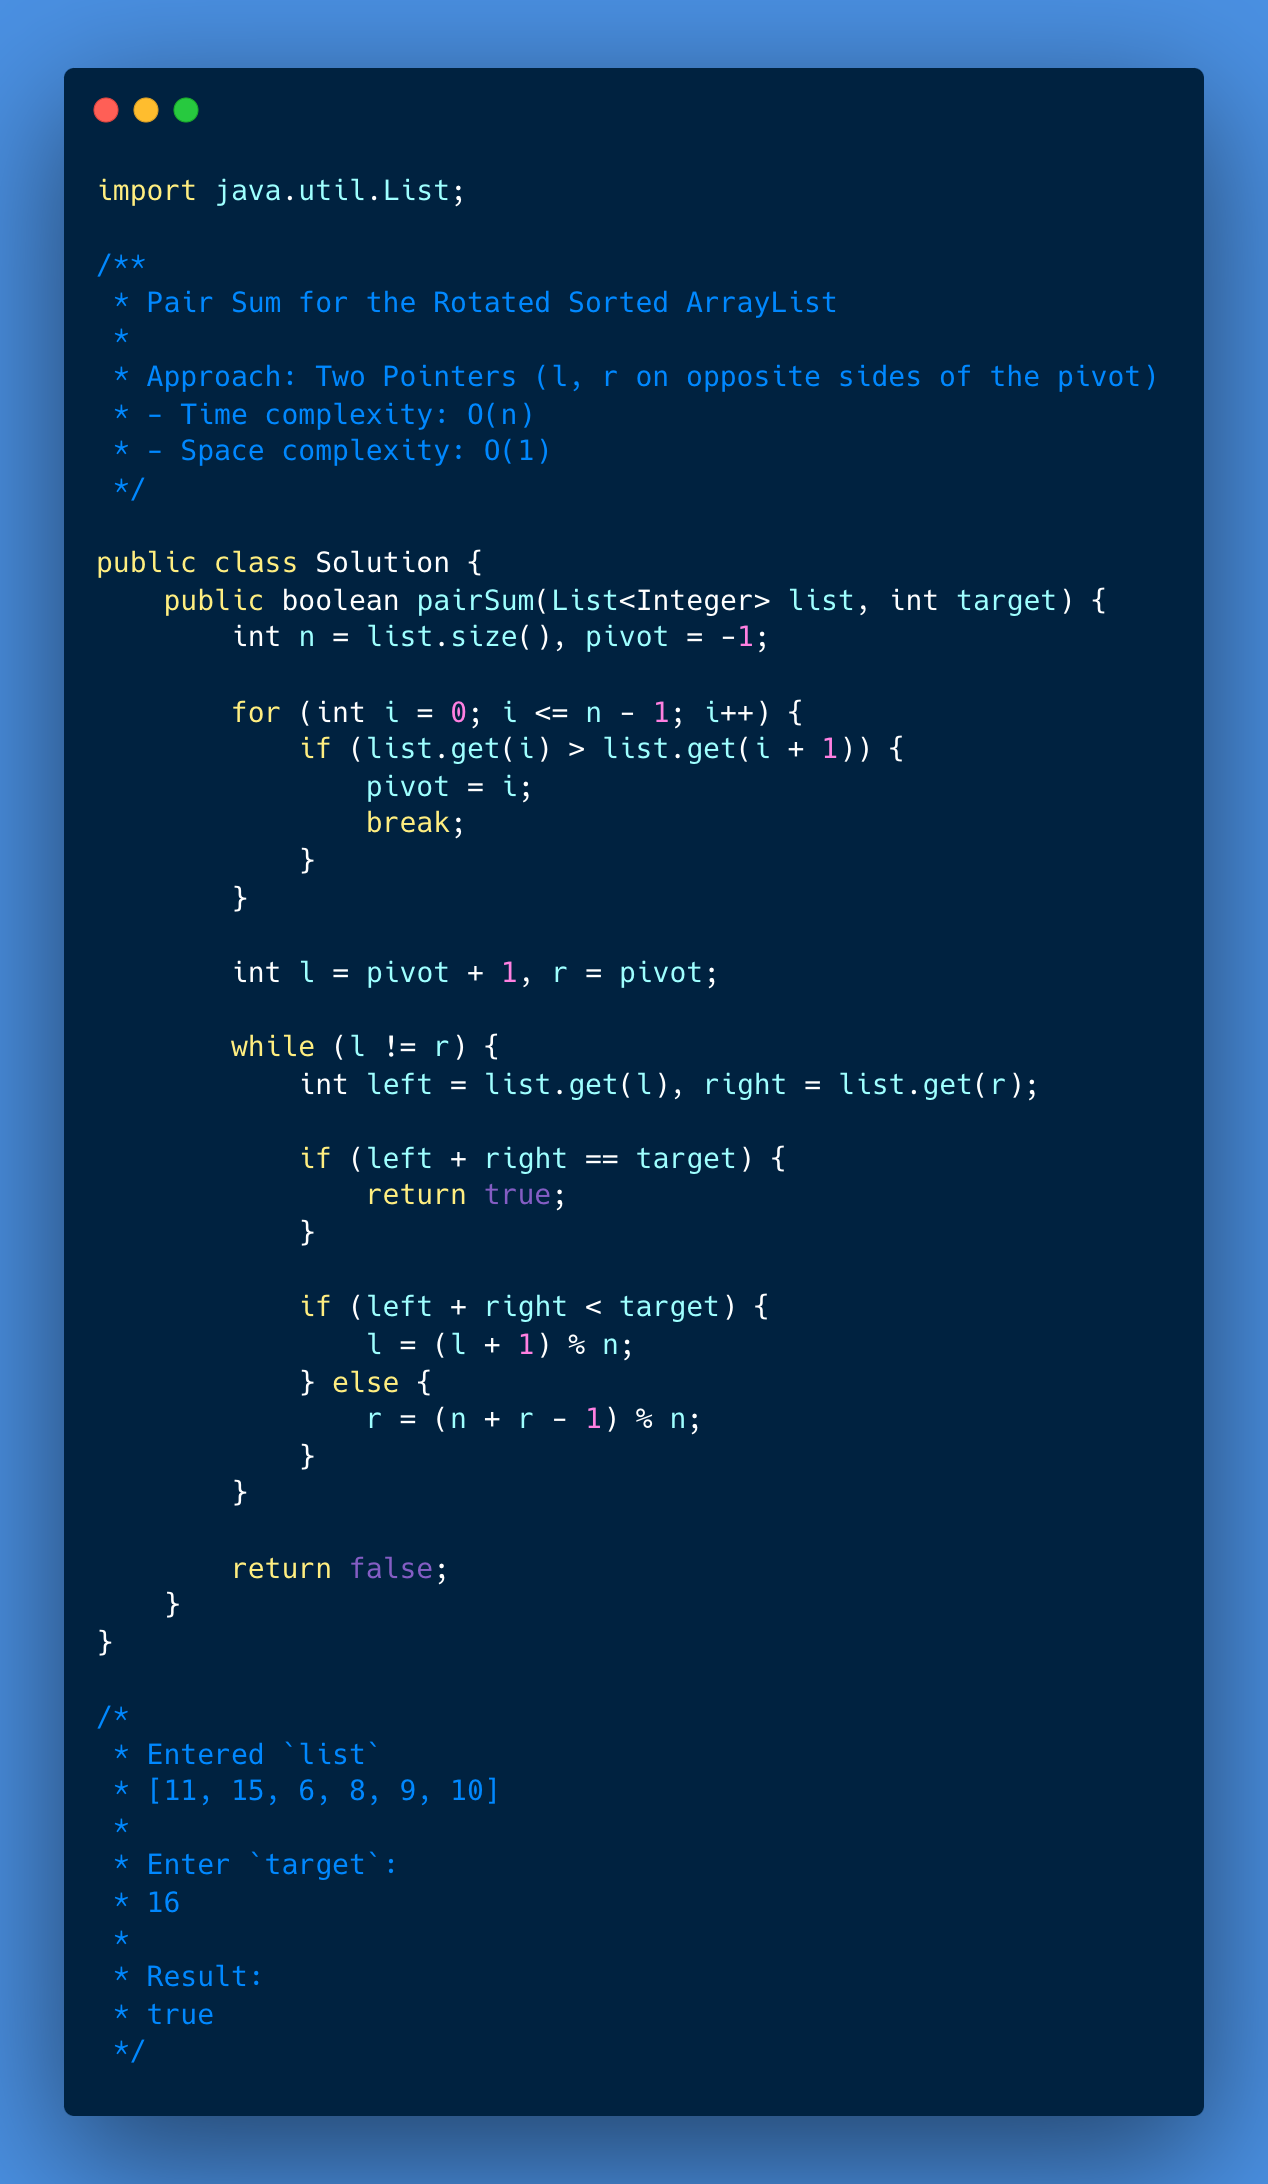 import java.util.List;

/**
 * Pair Sum for the Rotated Sorted ArrayList
 *
 * Approach: Two Pointers (l, r on opposite sides of the pivot)
 * - Time complexity: O(n)
 * - Space complexity: O(1)
 */

public class Solution {
    public boolean pairSum(List<Integer> list, int target) {
        int n = list.size(), pivot = -1;

        for (int i = 0; i <= n - 1; i++) {
            if (list.get(i) > list.get(i + 1)) {
                pivot = i;
                break;
            }
        }

        int l = pivot + 1, r = pivot;

        while (l != r) {
            int left = list.get(l), right = list.get(r);

            if (left + right == target) {
                return true;
            }

            if (left + right < target) {
                l = (l + 1) % n;
            } else {
                r = (n + r - 1) % n;
            }
        }

        return false;
    }
}

/*
 * Entered `list`
 * [11, 15, 6, 8, 9, 10]
 *
 * Enter `target`:
 * 16
 *
 * Result:
 * true
 */